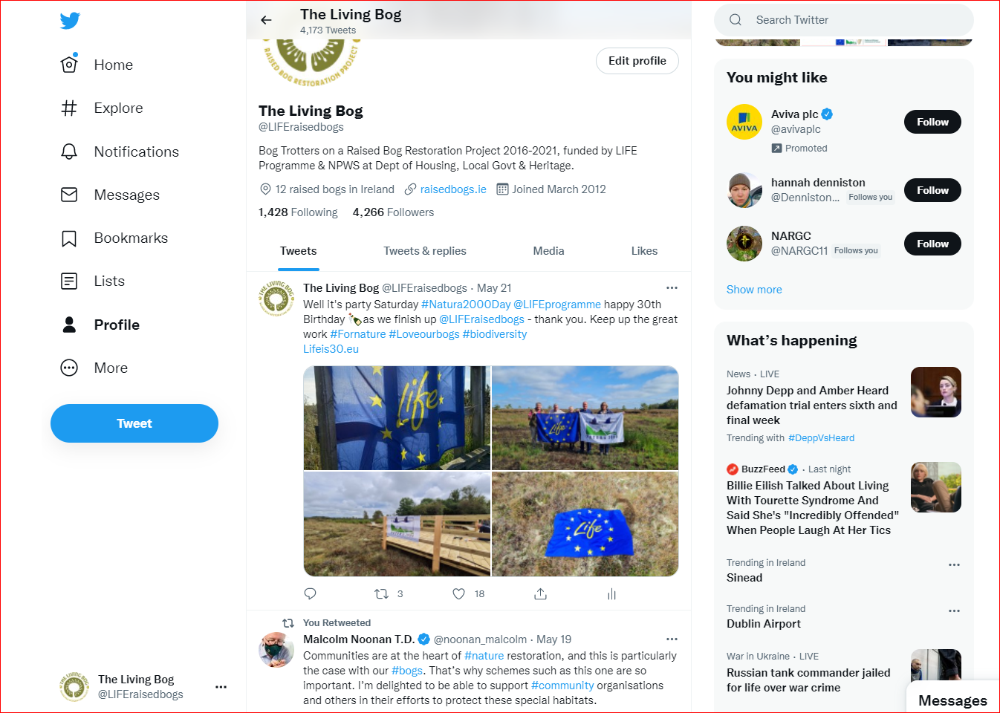 The Living Bog
4,173 Tweets
Search Twitter
Home
Explore
Notifications
Messages
Bookmarks
Lists
Profile
More
Tweet
The Living Bog
@LIFEraisedbogs
RAISED BOG RESTORATION PROJECT
Edit profile
The Living Bog
@LIFEraisedbogs
Bog Trotters on a Raised Bog Restoration Project 2016-2021, funded by LIFE
Programme & NPWS at Dept of Housing, Local Govt & Heritage.
12 raised bogs in Ireland raisedbogs.ie Joined March 2012
1,428 Following 4,266 Followers
Tweets Tweets & replies Media Likes
THE LIVING BOG
The Living Bog @LIFEraisedbogs · May 21
Well it's party Saturday #Natura2000Day @LIFEprogramme happy 30th
Birthday 🍾as we finish up @LIFEraisedbogs - thank you. Keep up the great
work #Fornature #Loveourbogs #biodiversity
Lifeis30.eu
Life
Life
Life
3 18
You Retweeted
Malcolm Noonan T.D. @noonan_malcolm · May 19
Communities are at the heart of #nature restoration, and this is particularly
the case with our #bogs. That's why schemes such as this one are so
important. I'm delighted to be able to support #community organisations
and others in their efforts to protect these special habitats.
You might like
AVIVA
Aviva plc
@avivaplc
Promoted
Follow
hannah denniston
@Denniston... Follows you
Follow
NARGC
@NARGC11 Follows you
Follow
Show more
What's happening
News · LIVE
Johnny Depp and Amber Heard
defamation trial enters sixth and
final week
Trending with #DeppVsHeard
BuzzFeed · Last night
Billie Eilish Talked About Living
With Tourette Syndrome And
Said She's "Incredibly Offended"
When People Laugh At Her Tics
Trending in Ireland
Sinead
Trending in Ireland
Dublin Airport
War in Ukraine · LIVE
Russian tank commander jailed
for life over war crime
Messages